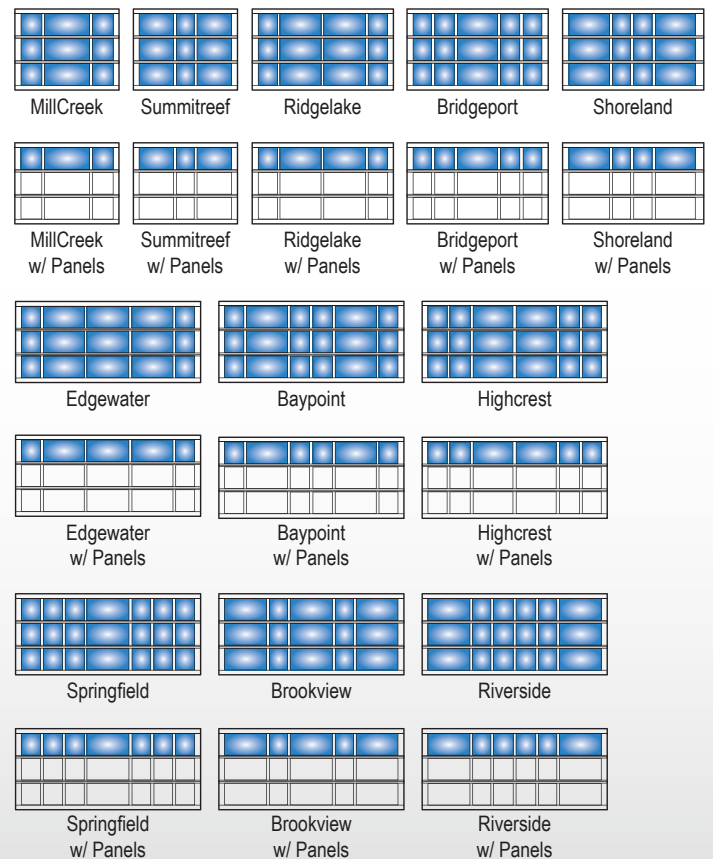 MillCreek
Summitreef
Ridgelake
Bridgeport
Shoreland
MillCreek
w/ Panels
Summitreef
w/ Panels
Ridgelake
w/ Panels
Bridgeport
w/ Panels
Shoreland
w/ Panels
Edgewater
Baypoint
Highcrest
Edgewater
w/ Panels
Baypoint
w/ Panels
Highcrest
w/ Panels
Springfield
Brookview
Riverside
Springfield
w/ Panels
Brookview
w/ Panels
Riverside
w/ Panels